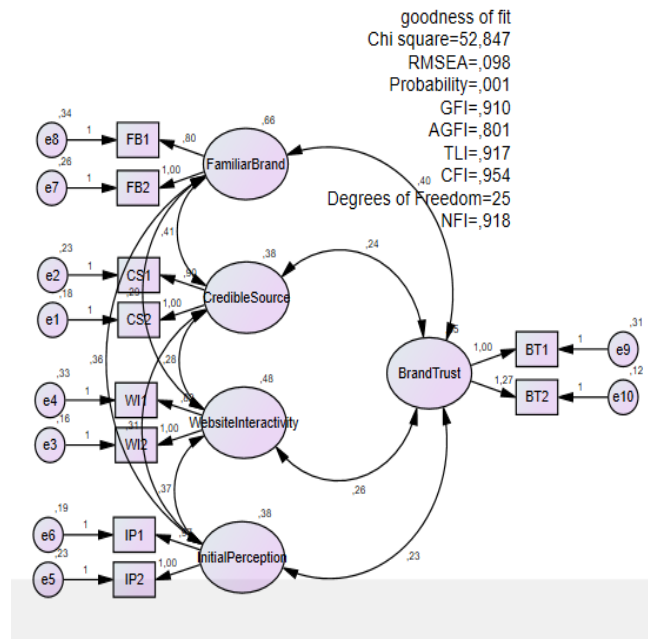 goodness of fit
Chi square=52,847
RMSEA=,098
Probability=,001
GFI=,910
AGFI=,801
TLI=,917
CFI=,954
Degrees of Freedom=25
NFI=,918
,34
e8
1
FB1
,80
,66
FamiliarBrand
,26
e7
1
FB2
1,00
,40
,41
,23
e2
1
CS1
,90
,38
CredibleSource
,24
,18
e1
1
CS2
1,00
,36
,28
,33
e4
1
WI1
,48
WebsiteInteractivity
,16
e3
1
WI2
1,00
,31
BrandTrust
1,00
BT1
1
e9
,31
1,27
BT2
1
e10
,12
,26
,37
,19
e6
1
IP1
,38
InitialPerception
,23
e5
1
IP2
1,00
,23